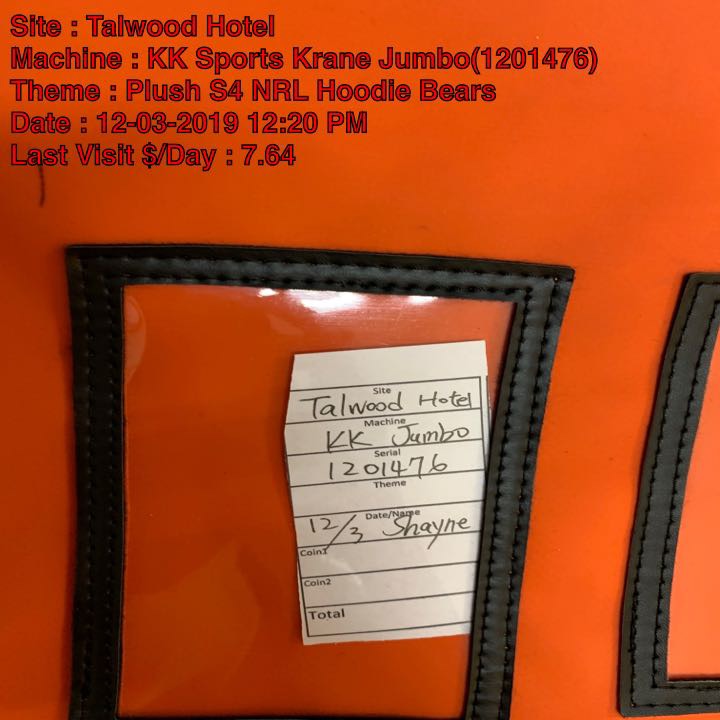 Site : Talwood Hotel
Machine : KK Sports Krane Jumbo(1201476)
Theme : Plush S4 NRL Hoodie Bears
Date : 12-03-2019 12:20 PM
Last Visit $/Day : 7.64
Site
Talwood Hotel
Machine
KK Jumbo
Serial
1201476
Theme
Date/Name
12/3 Shayne
Coin1
Coin2
Total